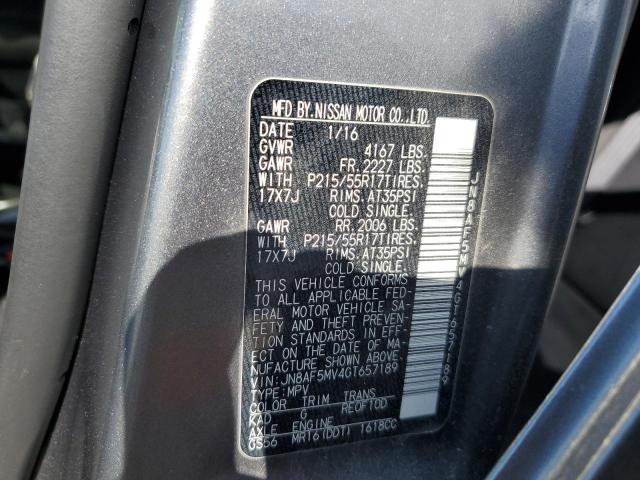 MFD BY.NISSAN MOTOR CO.,LTD.
DATE 1/16
GVWR 4167 LBS.
GAWR FR 2227 LBS.
WITH P215/55R17TIRES.
17X7J RIMS.AT35PSI
COLD SINGLE.
GAWR RR.2006 LBS.
WITH P215/55R17TIRES.
17X7J RIMS.AT35PSI
COLD SINGLE.
THIS VEHICLE CONFORMS
TO ALL APPLICABLE FED-
ERAL MOTOR VEHICLE SA-
FETY AND THEFT PREVEN-
TION STANDARDS IN EFF-
ECT ON THE DATE OF MA-
NUFACTURE SHOWN ABOVE.
VIN:JN8AF5MV4GT657189
TYPE:MPV
COLOR TRIM TRANS
KAD G RE0F10D
AXLE ENGINE
GS56 MR16(DDT) 1618CC
JN8AF5MV4GT657189